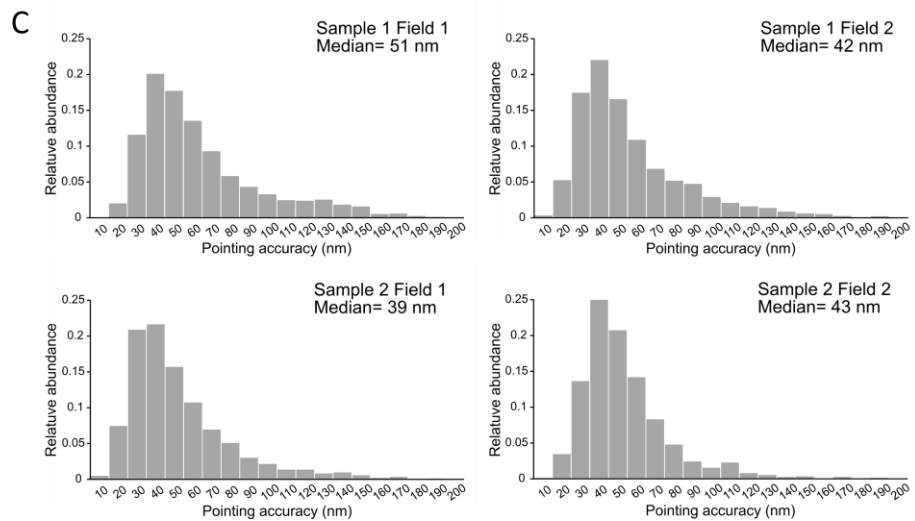 C
Sample 1 Field 1
Median= 51 nm
Relatuve abundance
0.25
0.2
0.15
0.1
0.05
0
10 20 30 40 50 60 70 80 90 100 110 120 130 140 150 160 170 180 190 200
Pointing accuracy (nm)
Sample 1 Field 2
Median= 42 nm
Relatuve abundance
0.25
0.2
0.15
0.1
0.05
0
10 20 30 40 50 60 70 80 90 100 110 120 130 140 150 160 170 180 190 200
Pointing accuracy (nm)
Sample 2 Field 1
Median= 39 nm
Relatuve abundance
0.25
0.2
0.15
0.1
0.05
0
10 20 30 40 50 60 70 80 90 100 110 120 130 140 150 160 170 180 190 200
Pointing accuracy (nm)
Sample 2 Field 2
Median= 43 nm
Relatuve abundance
0.25
0.2
0.15
0.1
0.05
0
10 20 30 40 50 60 70 80 90 100 110 120 130 140 150 160 170 180 190 200
Pointing accuracy (nm)